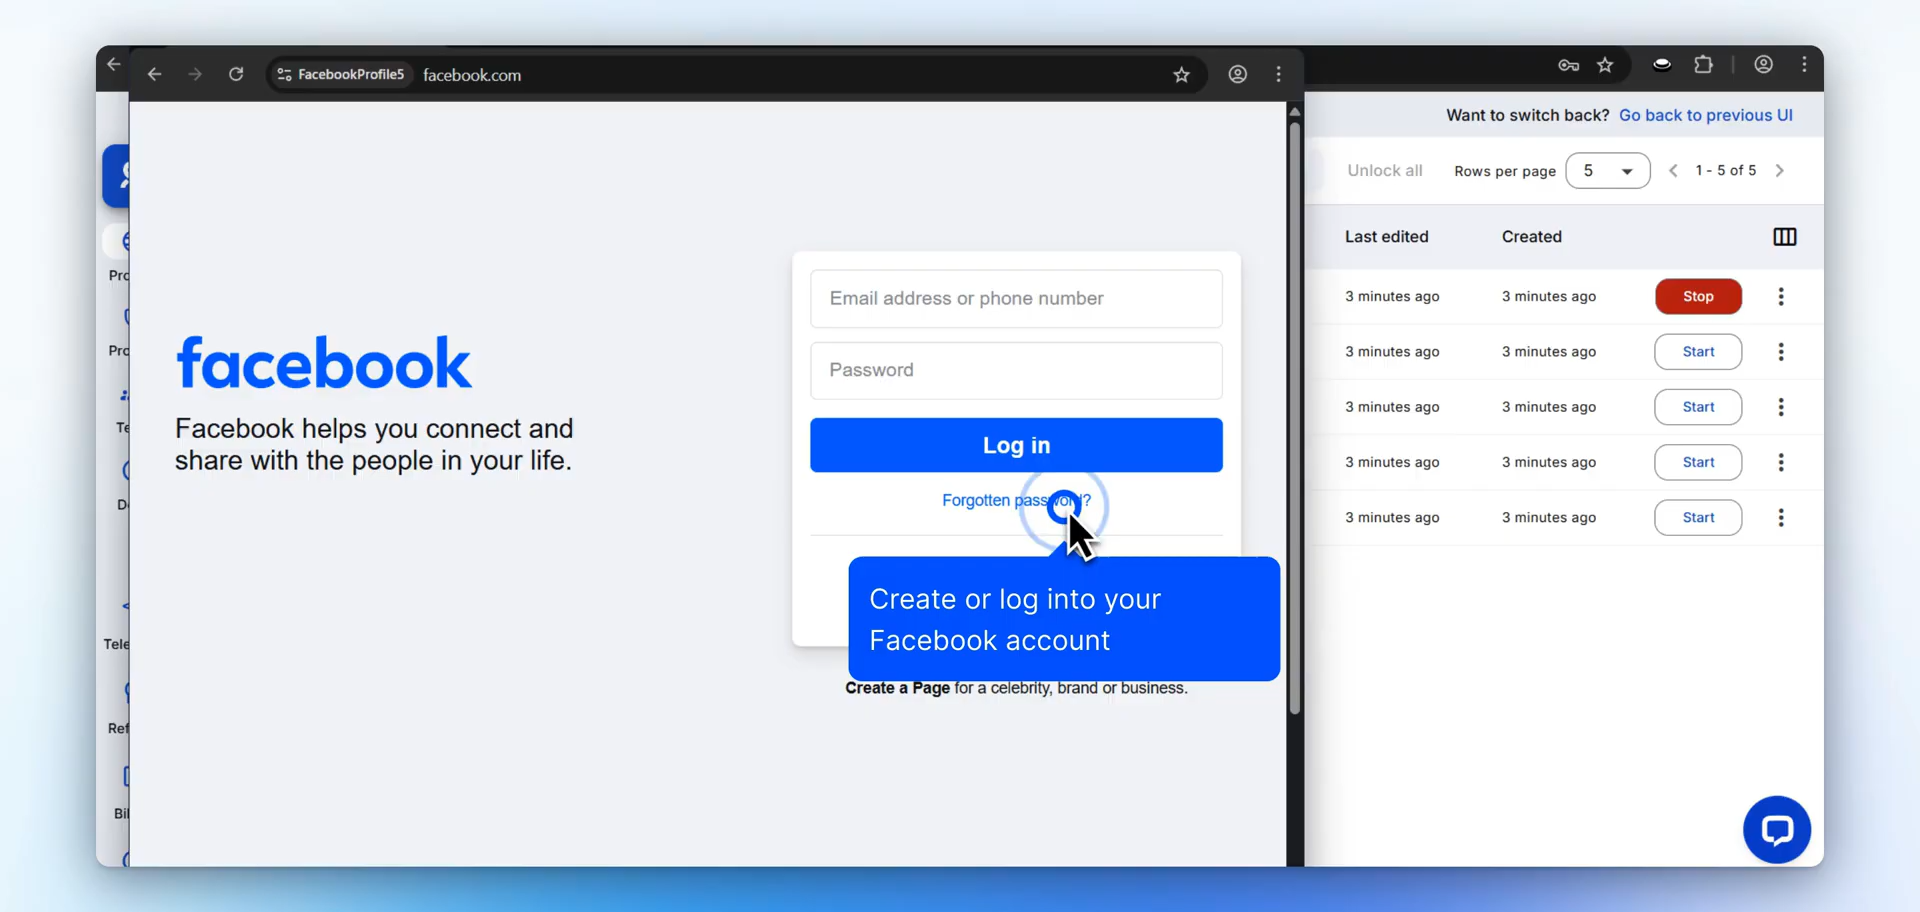 FacebookProfile5
facebook.com
Want to switch back? Go back to previous UI
Unlock all
Rows per page
5
1 - 5 of 5
Last edited
Created
3 minutes ago
3 minutes ago
Stop
3 minutes ago
3 minutes ago
Start
3 minutes ago
3 minutes ago
Start
3 minutes ago
3 minutes ago
Start
3 minutes ago
3 minutes ago
Start
facebook
Facebook helps you connect and
share with the people in your life.
Email address or phone number
Password
Log in
Forgotten password?
Create or log into your
Facebook account
Create a Page for a celebrity, brand or business.